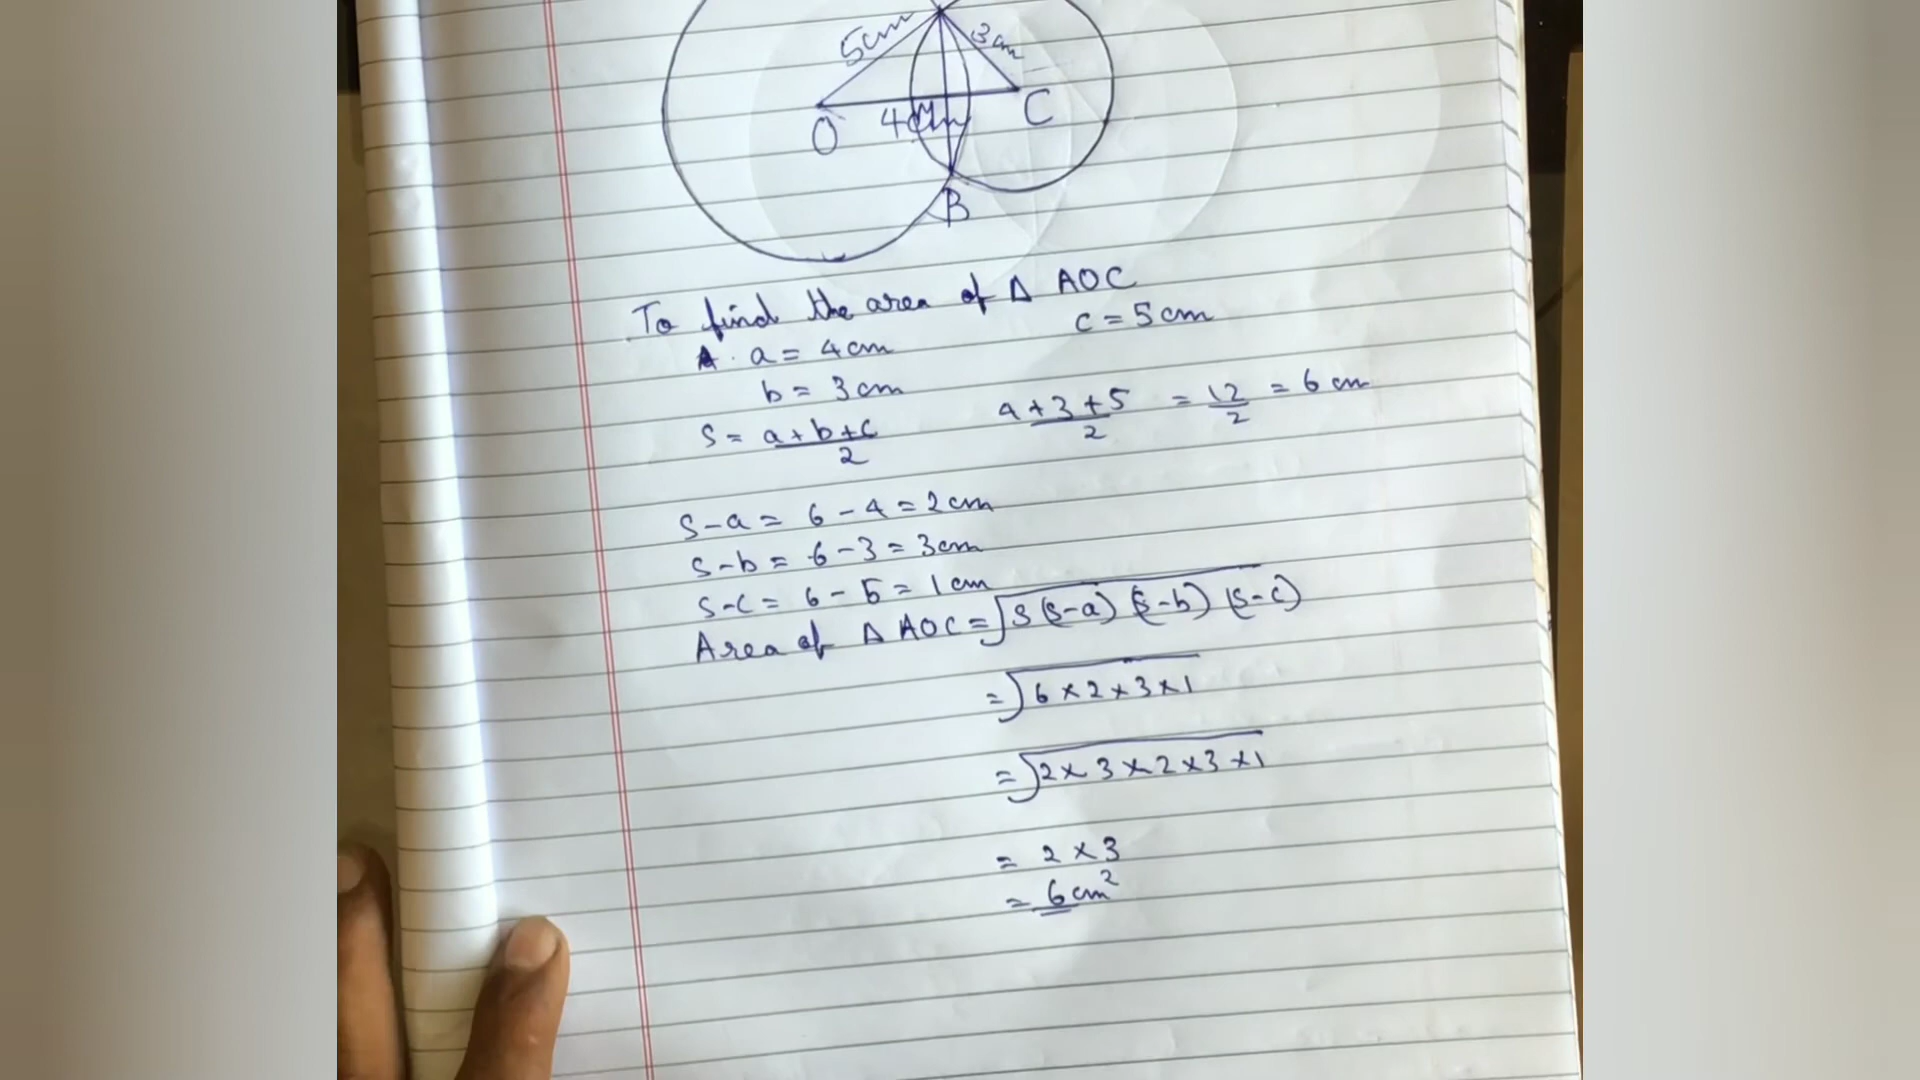 5cm 3cm
O 4cm M C
B
To find the area of Δ AOC
a = 4cm c = 5cm
b = 3cm
S = a+b+c/2 4+3+5/2 = 12/2 = 6 cm
S-a = 6-4 = 2cm
S-b = 6-3 = 3cm
S-c = 6-5 = 1cm
Area of Δ AOC = √S(S-a)(S-b)(S-c)
= √6×2×3×1
= √2×3×2×3×1
= 2×3
= 6cm²